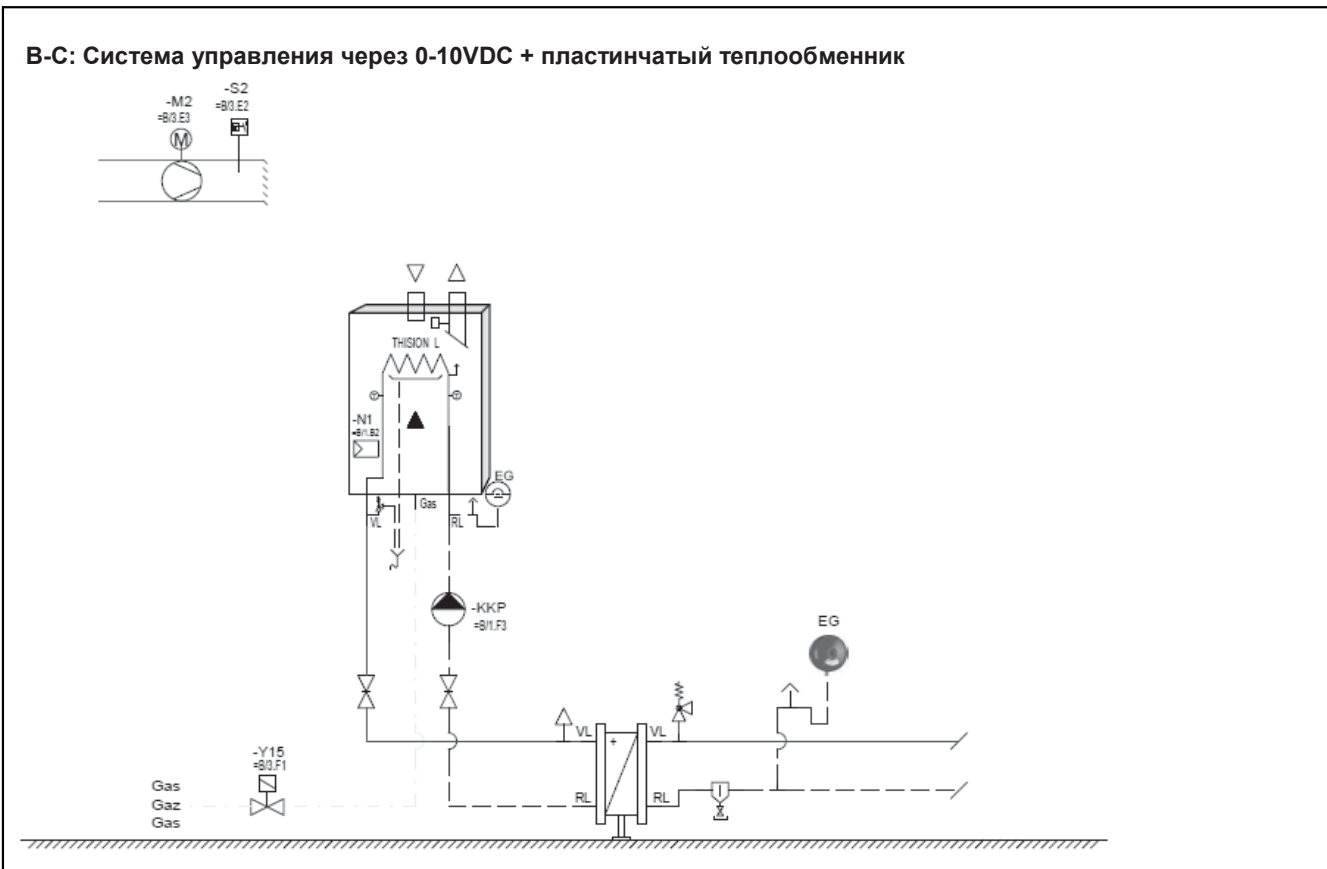 B-C: Система управления через 0-10VDC + пластинчатый теплообменник
-S2
=B/3.E2
-M2
=B/3.E3
M
THISION L
T
T
-N1
=B/1.B2
EG
Gas
VL
RL
-KKP
=B/1.F3
EG
VL
VL
+
-Y15
=B/3.F1
Gas
Gaz
Gas
RL
RL